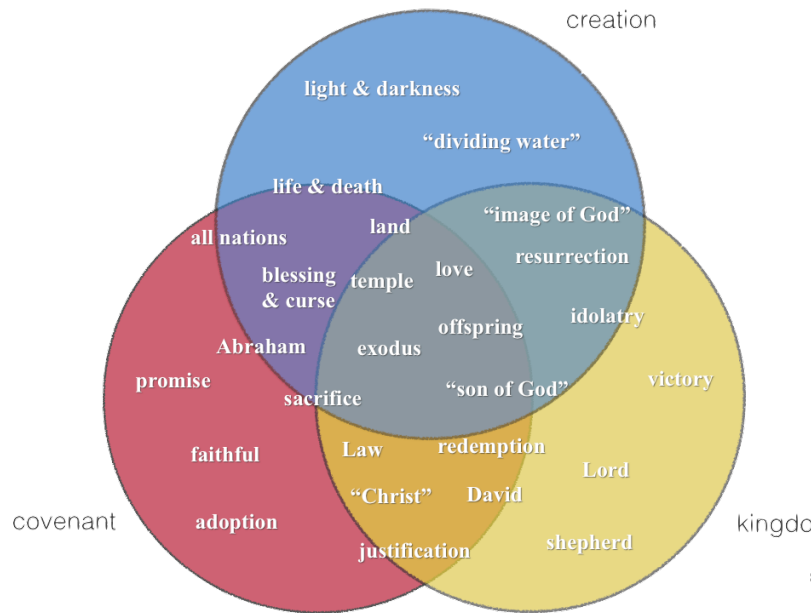 creation
light & darkness
“dividing water”
life & death
“image of God”
land
all nations
resurrection
love
blessing
& curse
temple
idolatry
offspring
Abraham
exodus
promise
“son of God”
victory
sacrifice
Law
redemption
faithful
Lord
“Christ”
David
adoption
covenant
kingdo
shepherd
justification